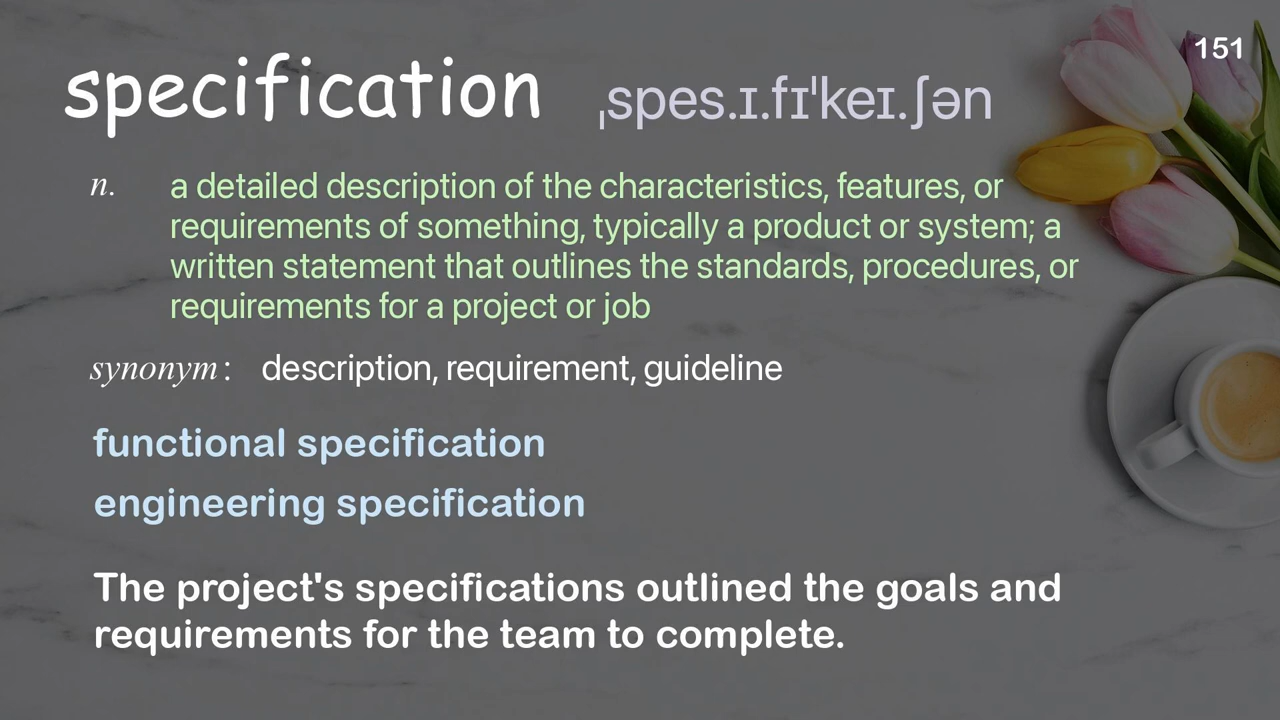 151
specification ˌspes.ɪ.fɪˈkeɪ.ʃən
n. a detailed description of the characteristics, features, or
requirements of something, typically a product or system; a
written statement that outlines the standards, procedures, or
requirements for a project or job
synonym: description, requirement, guideline
functional specification
engineering specification
The project's specifications outlined the goals and
requirements for the team to complete.